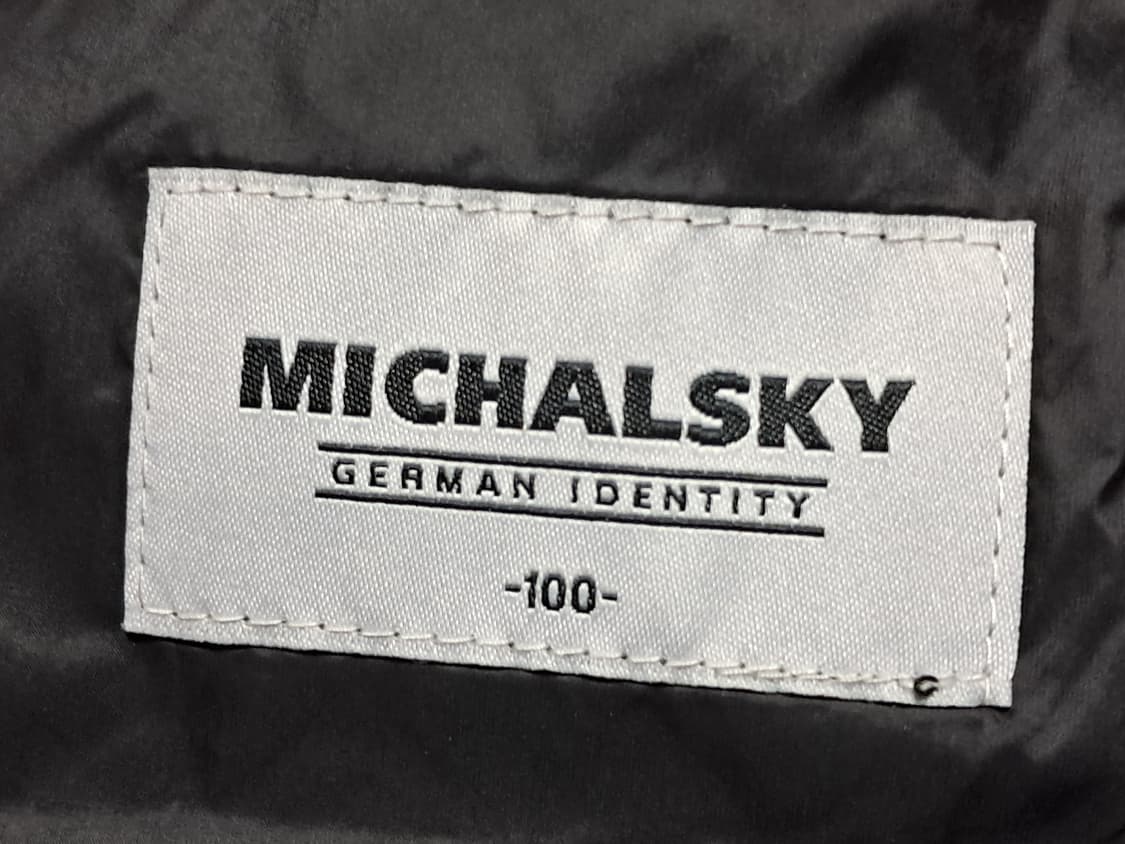 MICHALSKY
GERMAN IDENTITY
-100-